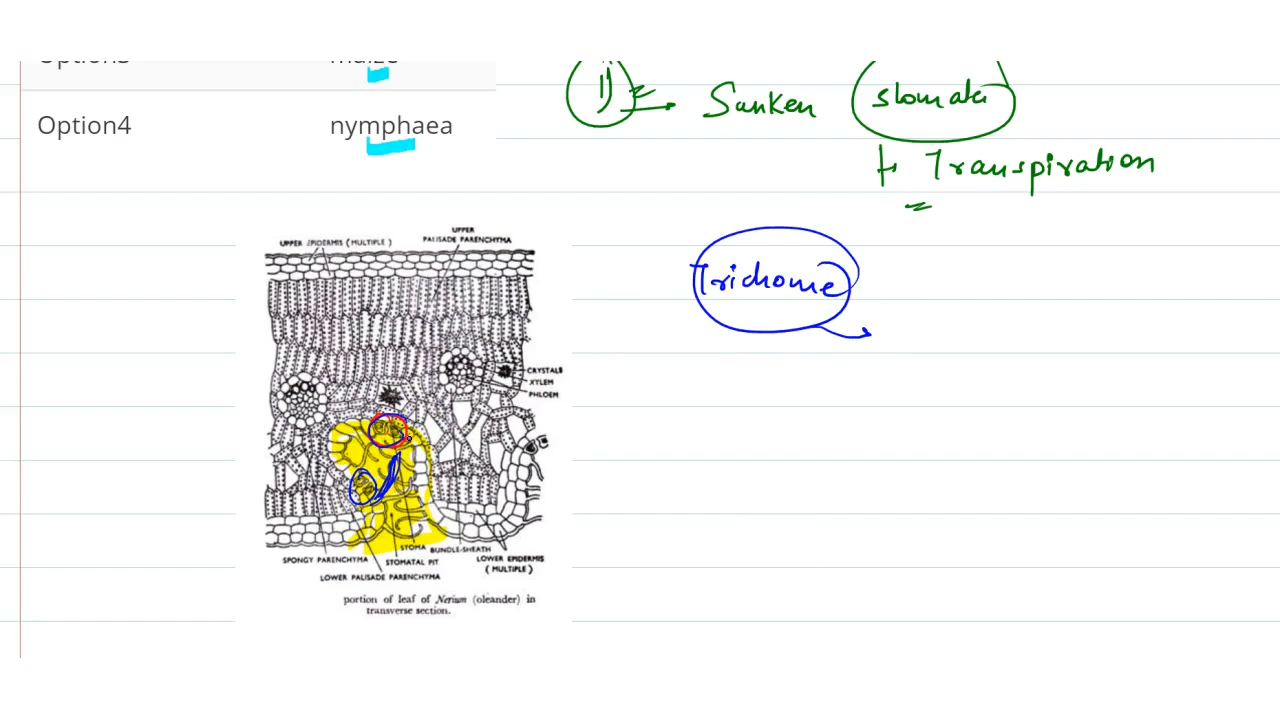 Option3 maize
Option4 nymphaea
1) → Sunken stomata
Transpiration
Trichome
UPPER EPIDERMIS (MULTIPLE)
UPPER
PALISADE PARENCHYMA
CRYSTALS
XYLEM
PHLOEM
STOMA BUNDLE-SHEATH
SPONGY PARENCHYMA STOMATAL PIT LOWER EPIDERMIS
(MULTIPLE)
LOWER PALISADE PARENCHYMA
portion of leaf of Nerium (oleander) in
transverse section.